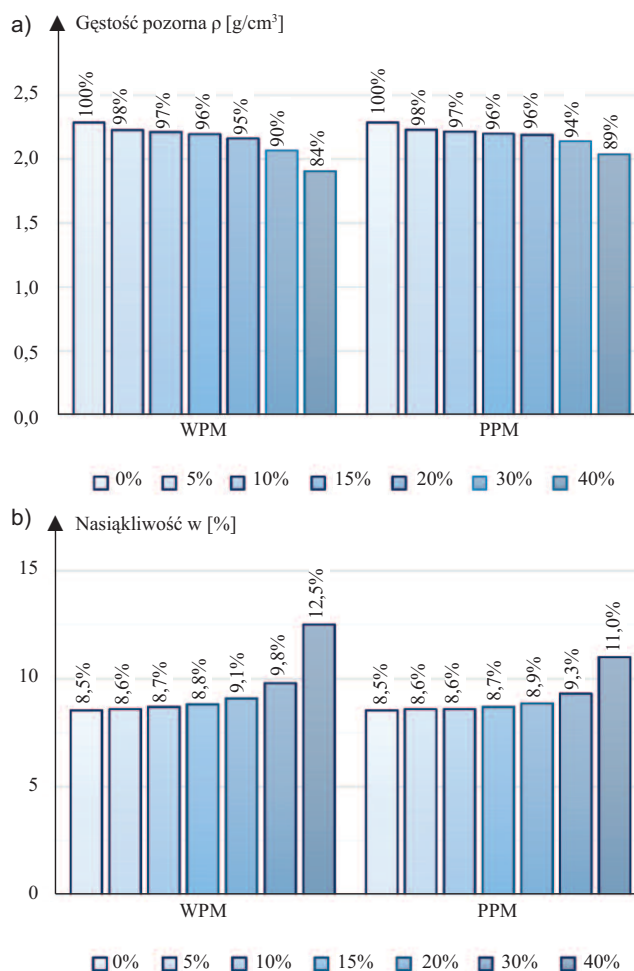 a) Gęstość pozorna ρ [g/cm³]
100% 98% 97% 96% 95% 90% 84% 100% 98% 97% 96% 96% 94% 89%
2,5
2,0
1,5
1,0
0,5
0,0
WPM PPM
0% 5% 10% 15% 20% 30% 40%
b) Nasiąkliwość w [%]
15
12,5% 11,0%
8,5% 8,6% 8,7% 8,8% 9,1% 9,8% 8,5% 8,6% 8,6% 8,7% 8,9% 9,3%
10
5
0
WPM PPM
0% 5% 10% 15% 20% 30% 40%